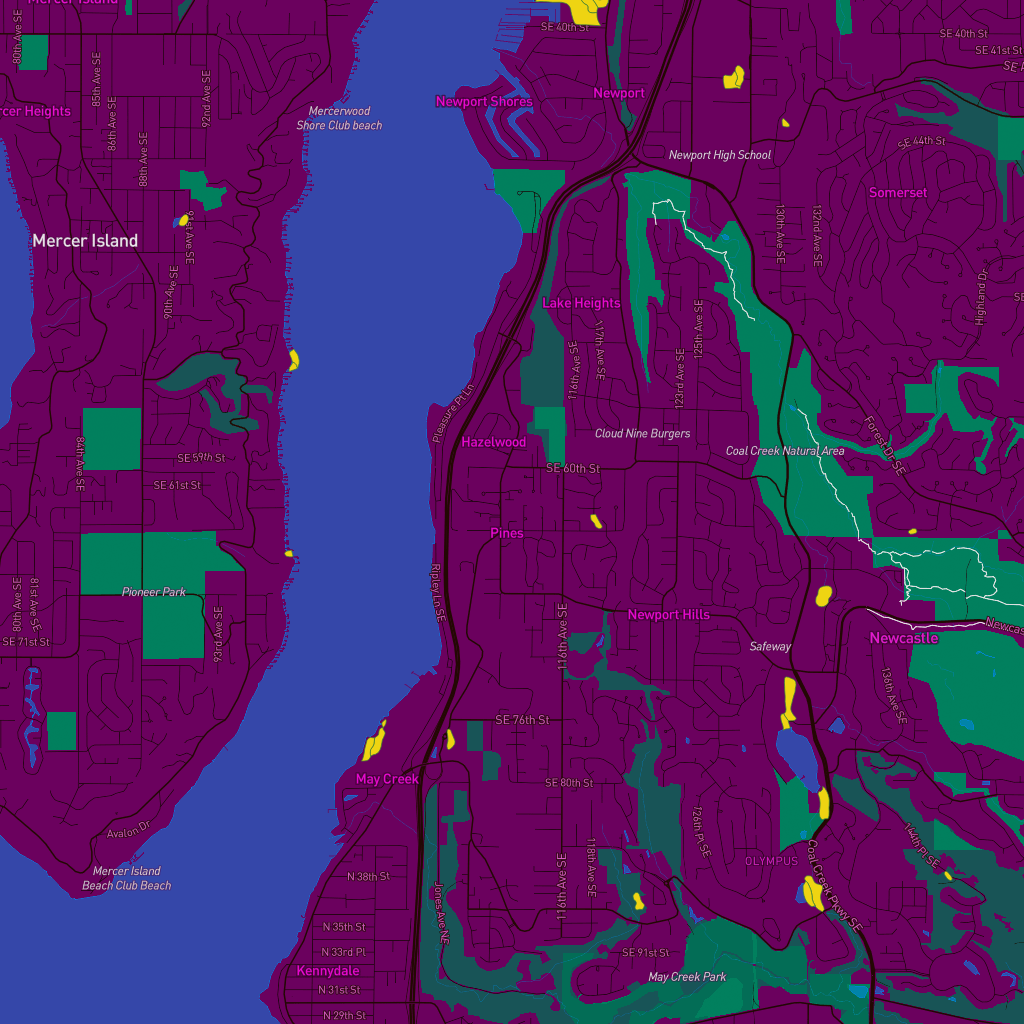 Mercer Island
SE 40th St
SE 40th St
80th Ave SE
SE 41st St
85th Ave SE
92nd Ave SE
Newport
Newport Shores
Mercerwood
Shore Club beach
rcer Heights
86th Ave SE
88th Ave SE
SE 44th St
Newport High School
Somerset
91st Ave SE
130th Ave SE
132nd Ave SE
Mercer Island
90th Ave SE
Highland Dr
SE
Lake Heights
125th Ave SE
117th Ave SE
116th Ave SE
123rd Ave SE
Pleasure Pt Ln
Cloud Nine Burgers
Hazelwood
Forest Dr SE
Coal Creek Natural Area
84th Ave SE
SE 59th St
SE 60th St
SE 61st St
Pines
Pioneer Park
80th Ave SE
81st Ave SE
Ripley Ln SE
93rd Ave SE
116th Ave SE
Newport Hills
Newcas
SE 71st St
Newcastle
Safeway
136th Ave SE
SE 76th St
May Creek
SE 80th St
Avalon Dr
126th Pl SE
144th Pl SE
Mercer Island
Beach Club Beach
OLYMPUS
N 38th St
118th Ave SE
116th Ave SE
Coal Creek Pkwy SE
Jones Ave NE
N 35th St
N 33rd Pl
SE 91st St
Kennydale
May Creek Park
N 31st St
N 29th St